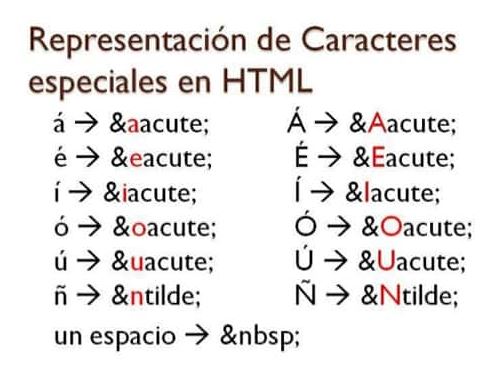 Representación de Caracteres
especiales en HTML
á → &aacute; Á → &Aacute;
é → &eacute; É → &Eacute;
í → &iacute; Í → &Iacute;
ó → &oacute; Ó → &Oacute;
ú → &uacute; Ú → &Uacute;
ñ → &ntilde; Ñ → &Ntilde;
un espacio → &nbsp;